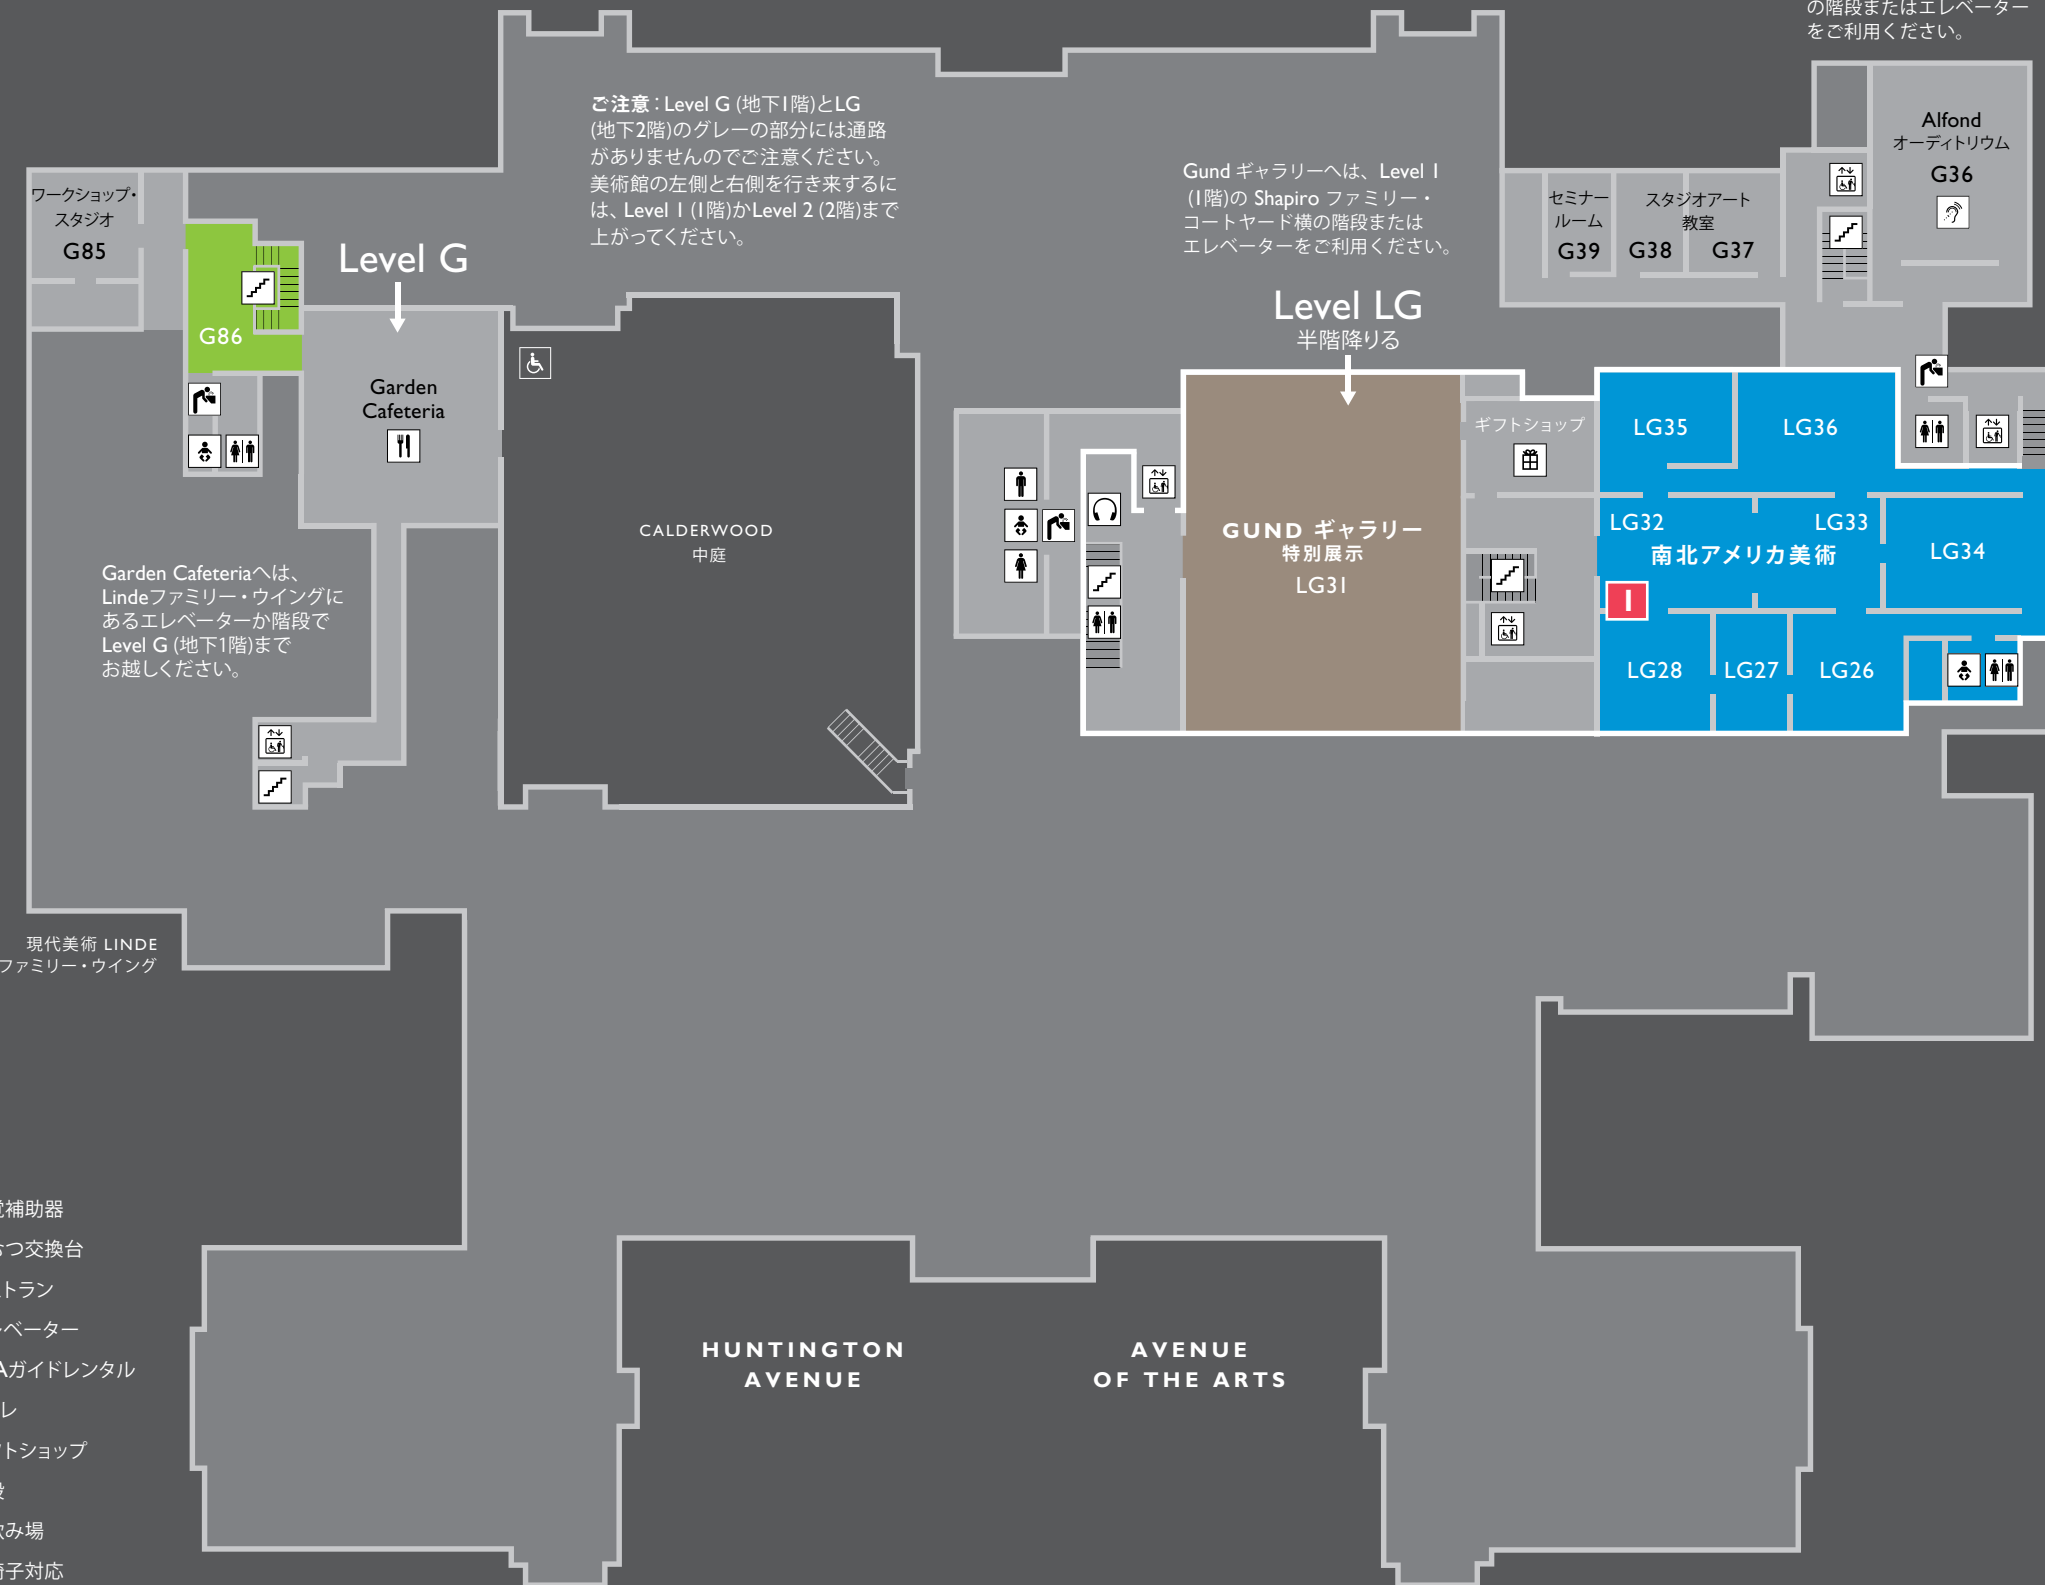 の階段またはエレベーター
をご利用ください。
ご注意：Level G (地下1階)とLG
(地下2階)のグレーの部分には通路
がありませんのでご注意ください。
美術館の左側と右側を行き来するに
は、Level 1 (1階)かLevel 2 (2階)まで
上がってください。
Gund ギャラリーへは、Level 1
(1階)の Shapiro ファミリー・
コートヤード横の階段または
エレベーターをご利用ください。
Alfond
オーディトリウム
G36
ワークショップ・
スタジオ
G85
セミナー
ルーム
G39
スタジオアート
教室
G38
G37
Level G
G86
Level LG
半階降りる
Garden
Cafeteria
ギフトショップ
LG35
LG36
CALDERWOOD
中庭
GUND ギャラリー
特別展示
LG31
LG32
LG33
南北アメリカ美術
LG34
1
LG28
LG27
LG26
Garden Cafeteriaへは、
Lindeファミリー・ウイングに
あるエレベーターか階段で
Level G (地下1階)まで
お越しください。
現代美術 LINDE
ファミリー・ウイング
補助器
つ交換台
トラン
ベーター
Aガイドレンタル
レ
トショップ
み場
子対応
HUNTINGTON
AVENUE
AVENUE
OF THE ARTS